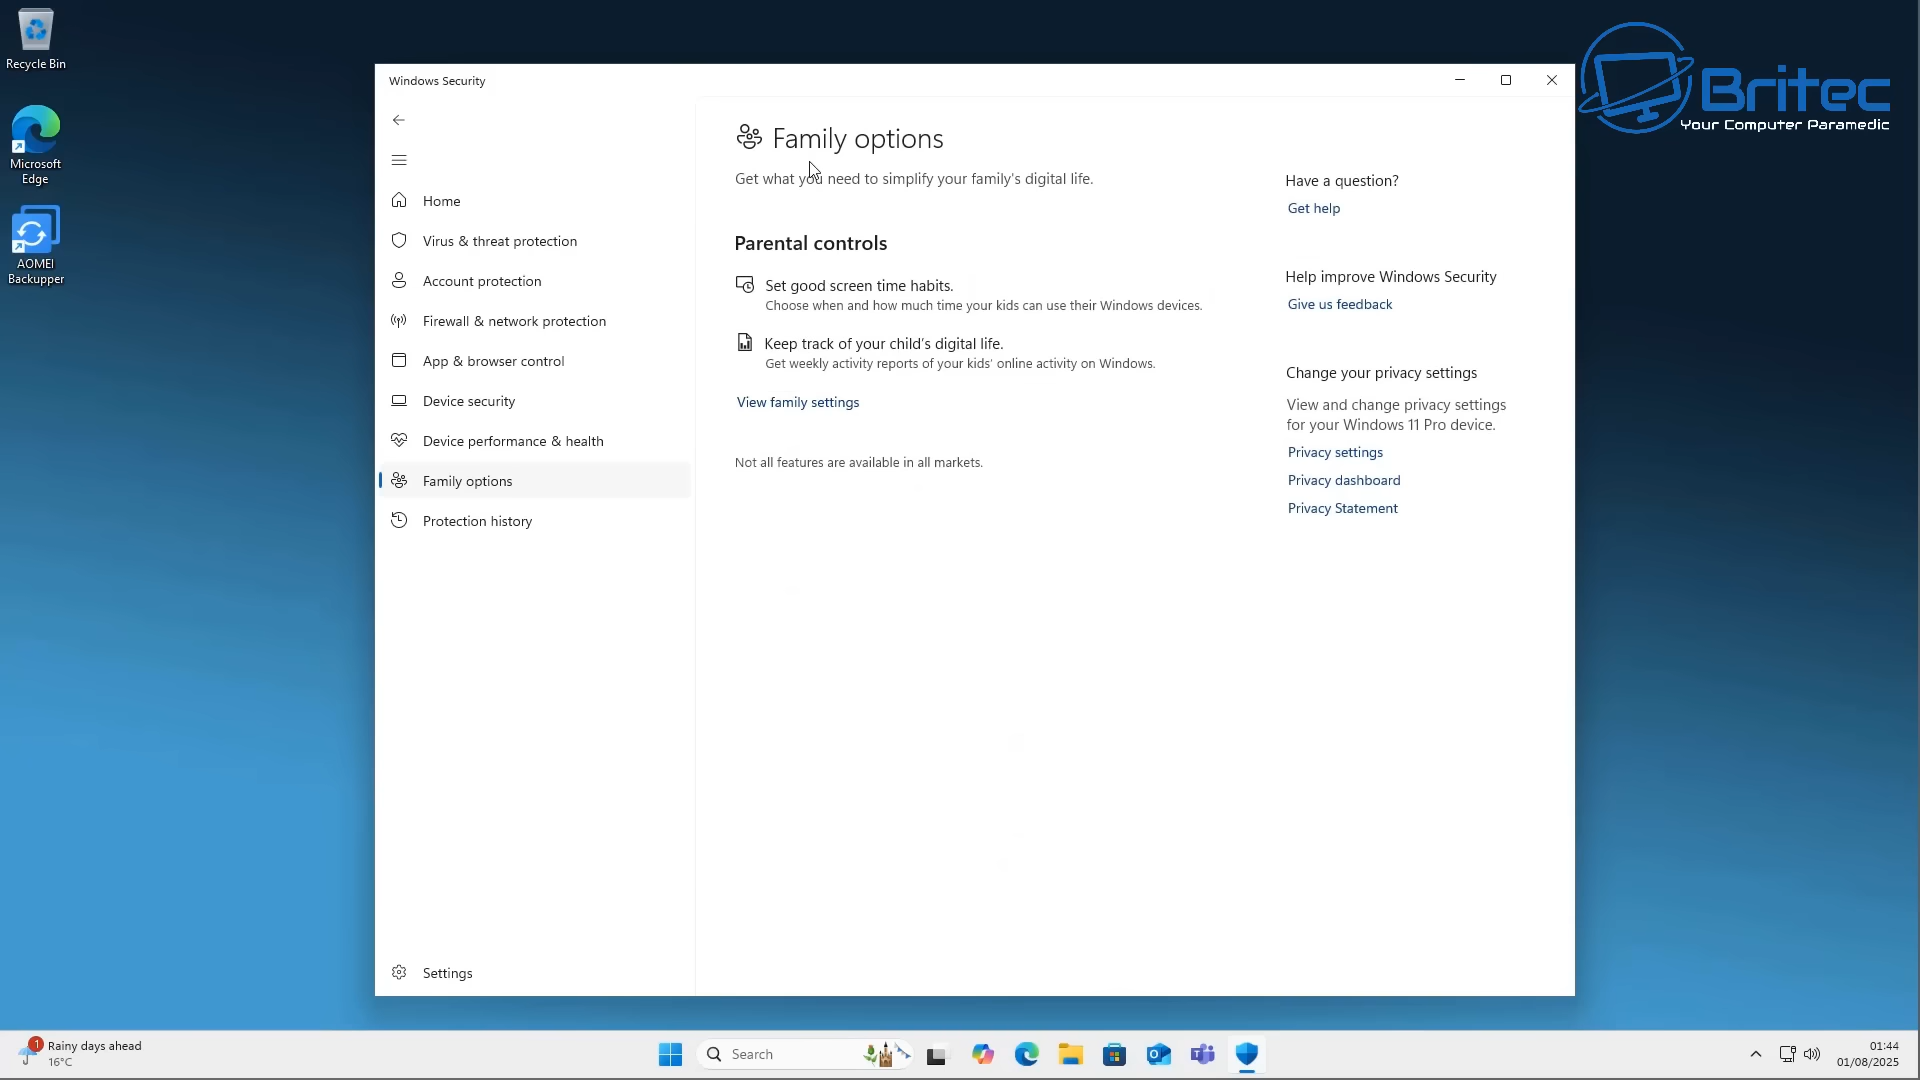 Recycle Bin
Microsoft
Edge
AOMEI
Backupper
Britec
Your Computer Paramedic
Windows Security
Home
Virus & threat protection
Account protection
Firewall & network protection
App & browser control
Device security
Device performance & health
Family options
Protection history
Settings
Family options
Get what you need to simplify your family's digital life.
Parental controls
Set good screen time habits.
Choose when and how much time your kids can use their Windows devices.
Keep track of your child's digital life.
Get weekly activity reports of your kids' online activity on Windows.
View family settings
Not all features are available in all markets.
Have a question?
Get help
Help improve Windows Security
Give us feedback
Change your privacy settings
View and change privacy settings
for your Windows 11 Pro device.
Privacy settings
Privacy dashboard
Privacy Statement
1
Rainy days ahead
16°C
Search
01:44
01/08/2025